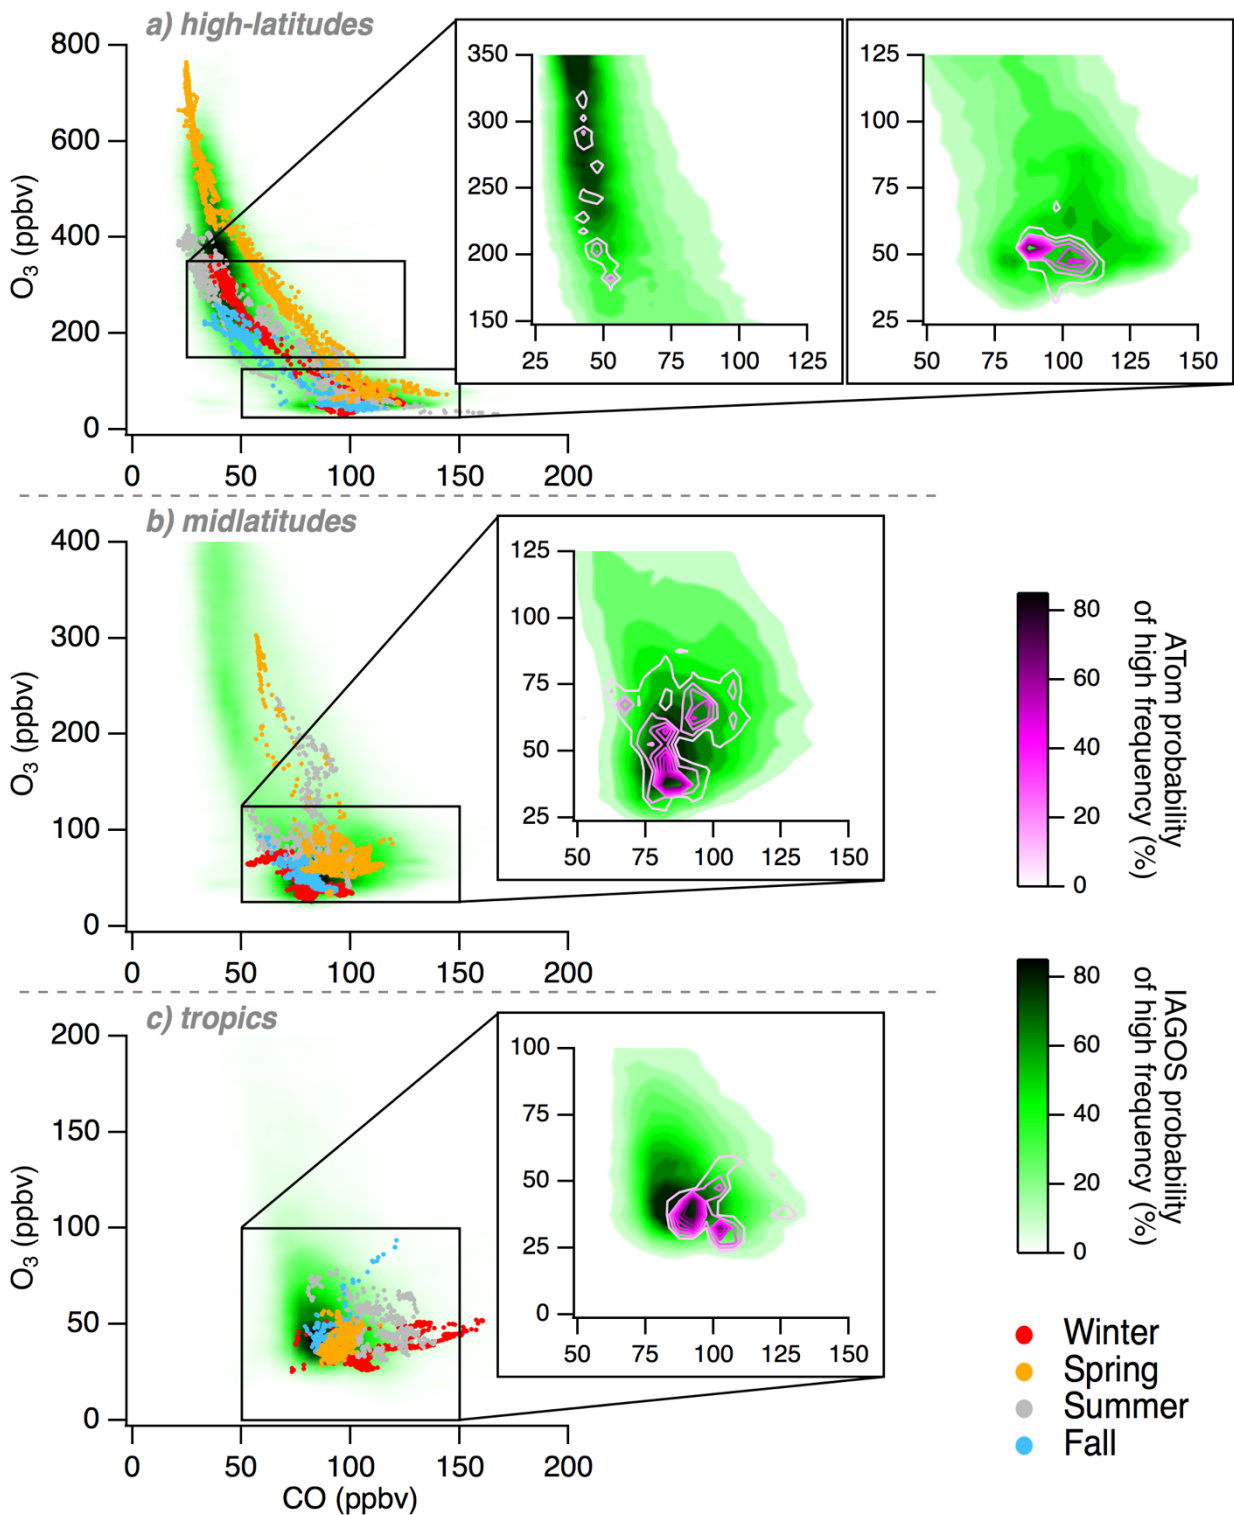 a) high-latitudes
800
600
400
200
0
O3 (ppbv)
0 50 100 150 200
350
300
250
200
150
25 50 75 100 125
125
100
75
50
25
50 75 100 125 150
b) midlatitudes
400
300
200
100
0
O3 (ppbv)
0 50 100 150 200
125
100
75
50
25
50 75 100 125 150
80
60
40
20
0
ATom probability
of high frequency (%)
c) tropics
200
150
100
50
0
O3 (ppbv)
0 50 100 150 200
CO (ppbv)
100
75
50
25
0
50 75 100 125 150
80
60
40
20
0
IAGOS probability
of high frequency (%)
Winter
Spring
Summer
Fall